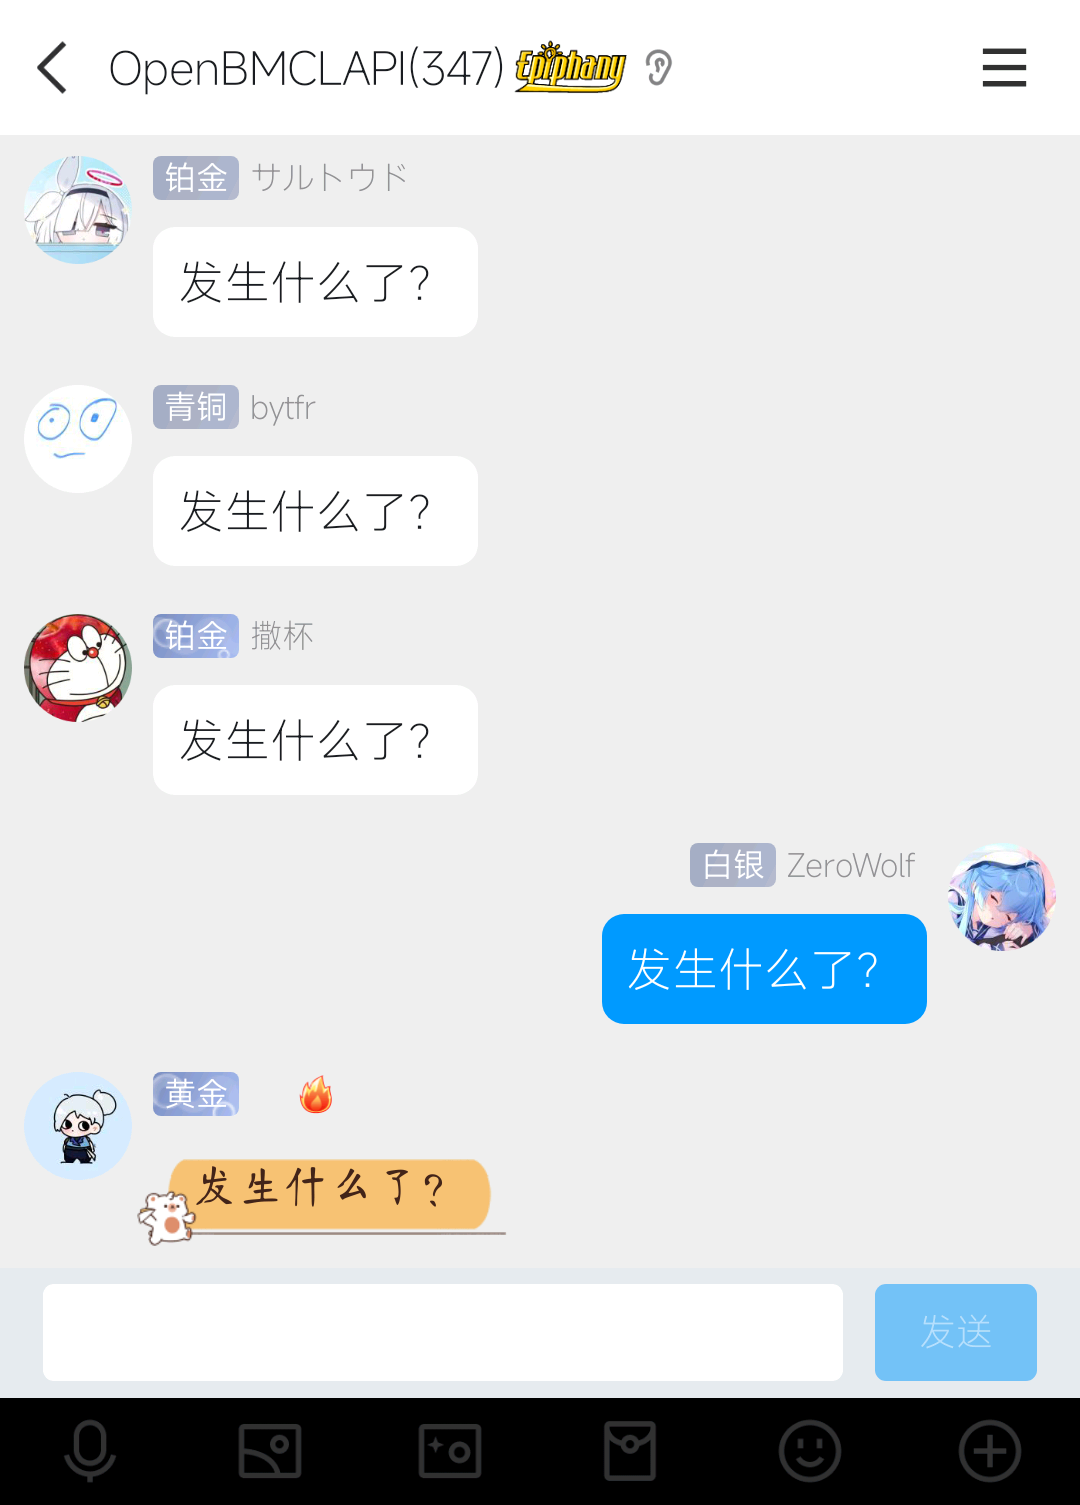 OpenBMCLAPI(347) Epiphany
铂金 サルトウド
发生什么了？
青铜 bytfr
发生什么了？
铂金 撒杯
发生什么了？
白银 ZeroWolf
发生什么了？
黄金
发生什么了？
发送